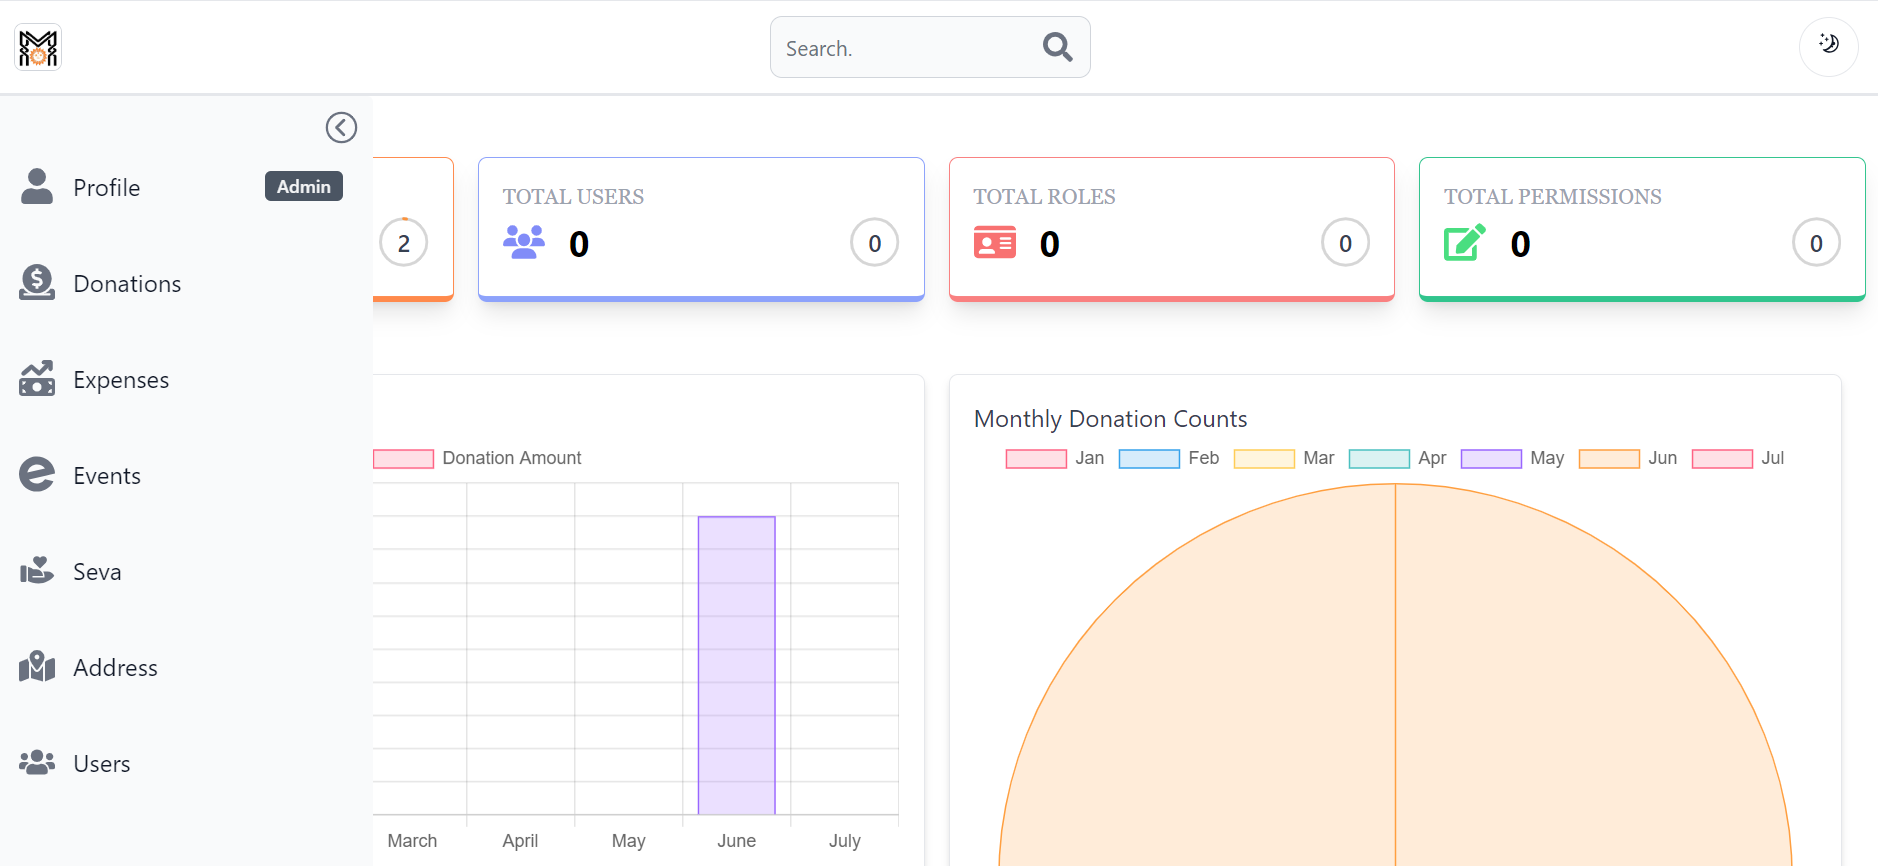 Search.
Profile
Admin
Donations
Expenses
Events
Seva
Address
Users
2
TOTAL USERS
0
0
TOTAL ROLES
0
0
TOTAL PERMISSIONS
0
0
Donation Amount
March April May June July
Monthly Donation Counts
Jan Feb Mar Apr May Jun Jul